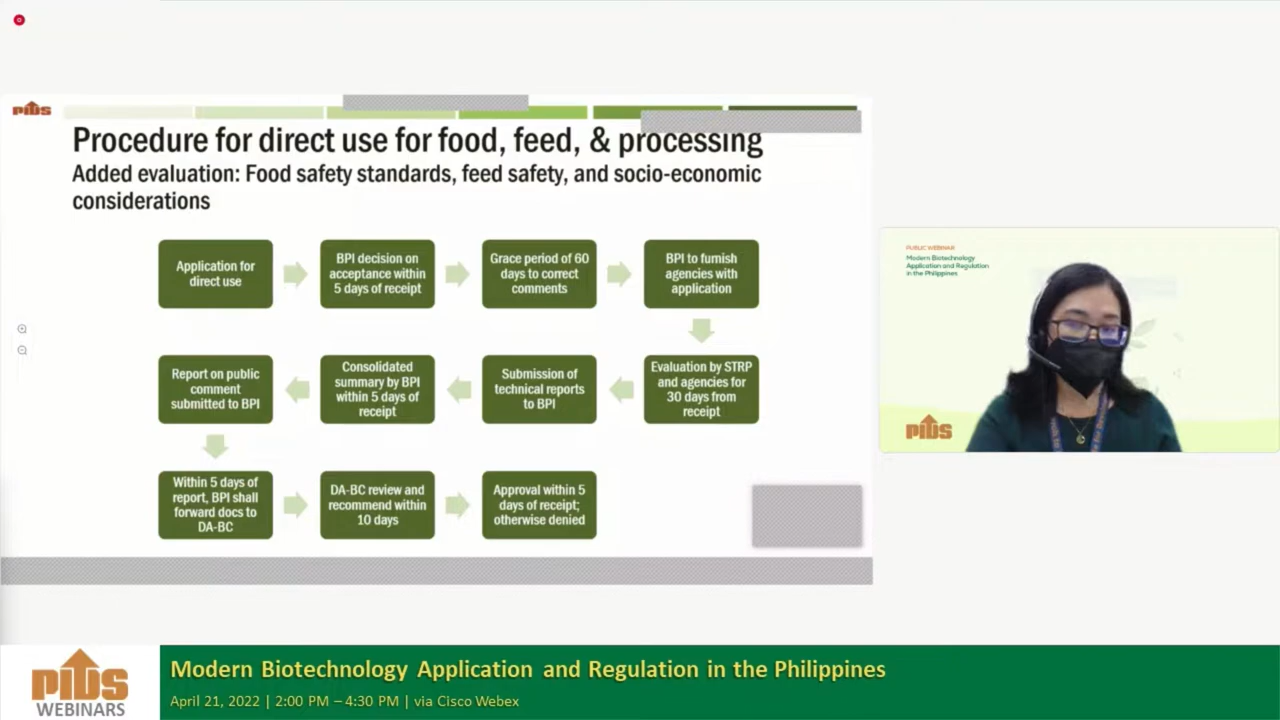 PIDS
Procedure for direct use for food, feed, & processing
Added evaluation: Food safety standards, feed safety, and socio-economic
considerations
Application for
direct use
BPI decision on
acceptance within
5 days of receipt
Grace period of 60
days to correct
comments
BPI to furnish
agencies with
application
Evaluation by STRP
and agencies for
30 days from
receipt
Submission of
technical reports
to BPI
Consolidated
summary by BPI
within 5 days of
receipt
Report on public
comment
submitted to BPI
Within 5 days of
report, BPI shall
forward docs to
DA-BC
DA-BC review and
recommend within
10 days
Approval within 5
days of receipt;
otherwise denied
PUBLIC WEBINAR
Modern Biotechnology
Application and Regulation
in the Philippines
PIDS
PIDS
WEBINARS
Modern Biotechnology Application and Regulation in the Philippines
April 21, 2022 | 2:00 PM – 4:30 PM | via Cisco Webex